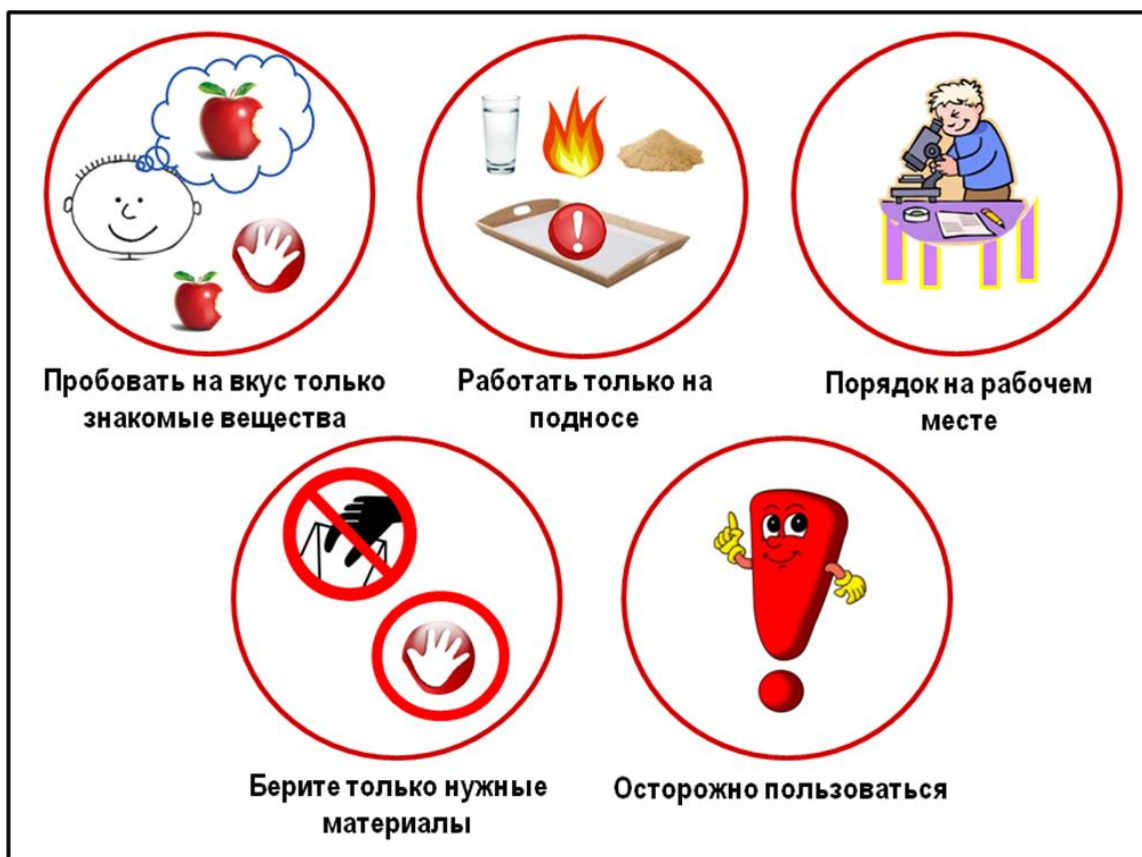 Пробовать на вкус только
знакомые вещества
Работать только на
подносе
Порядок на рабочем
месте
Берите только нужные
материалы
Осторожно пользоваться